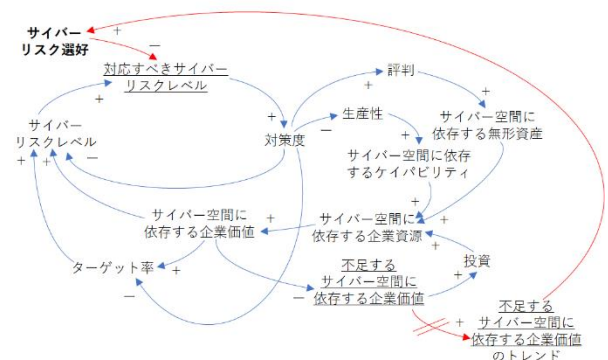 サイバー
リスク選好
+
−
対応すべきサイバー
リスクレベル
+
+
サイバー
リスクレベル
+
+
−
対策度
+
−
+
評判
+
生産性
+
サイバー空間に
依存する無形資産
サイバー空間に依存
するケイパビリティ
+
+
サイバー空間に
依存する企業価値
+
サイバー空間に
依存する企業資源
+
ターゲット率
+
−
−
不足する
サイバー空間に
依存する企業価値
投資
+
+
不足する
サイバー空間に
依存する企業価値
のトレンド